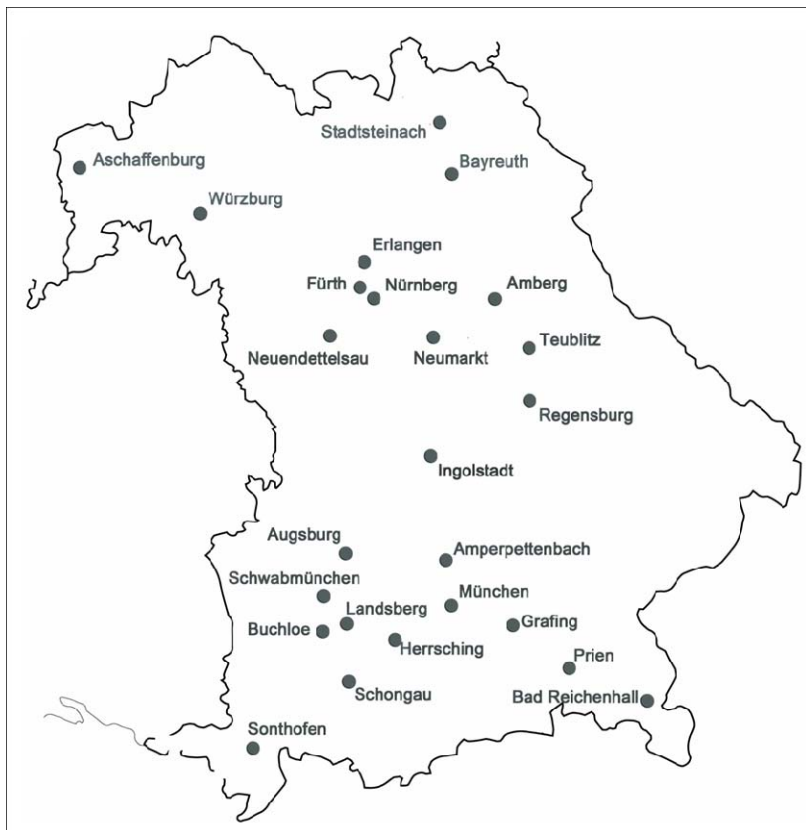 Stadtsteinach
Aschaffenburg
Bayreuth
Würzburg
Erlangen
Fürth
Nürnberg
Amberg
Neuendettelsau
Neumarkt
Teublitz
Regensburg
Ingolstadt
Augsburg
Amperpettenbach
Schwabmünchen
München
Landsberg
Buchloe
Grafing
Herrsching
Prien
Schongau
Bad Reichenhall
Sonthofen